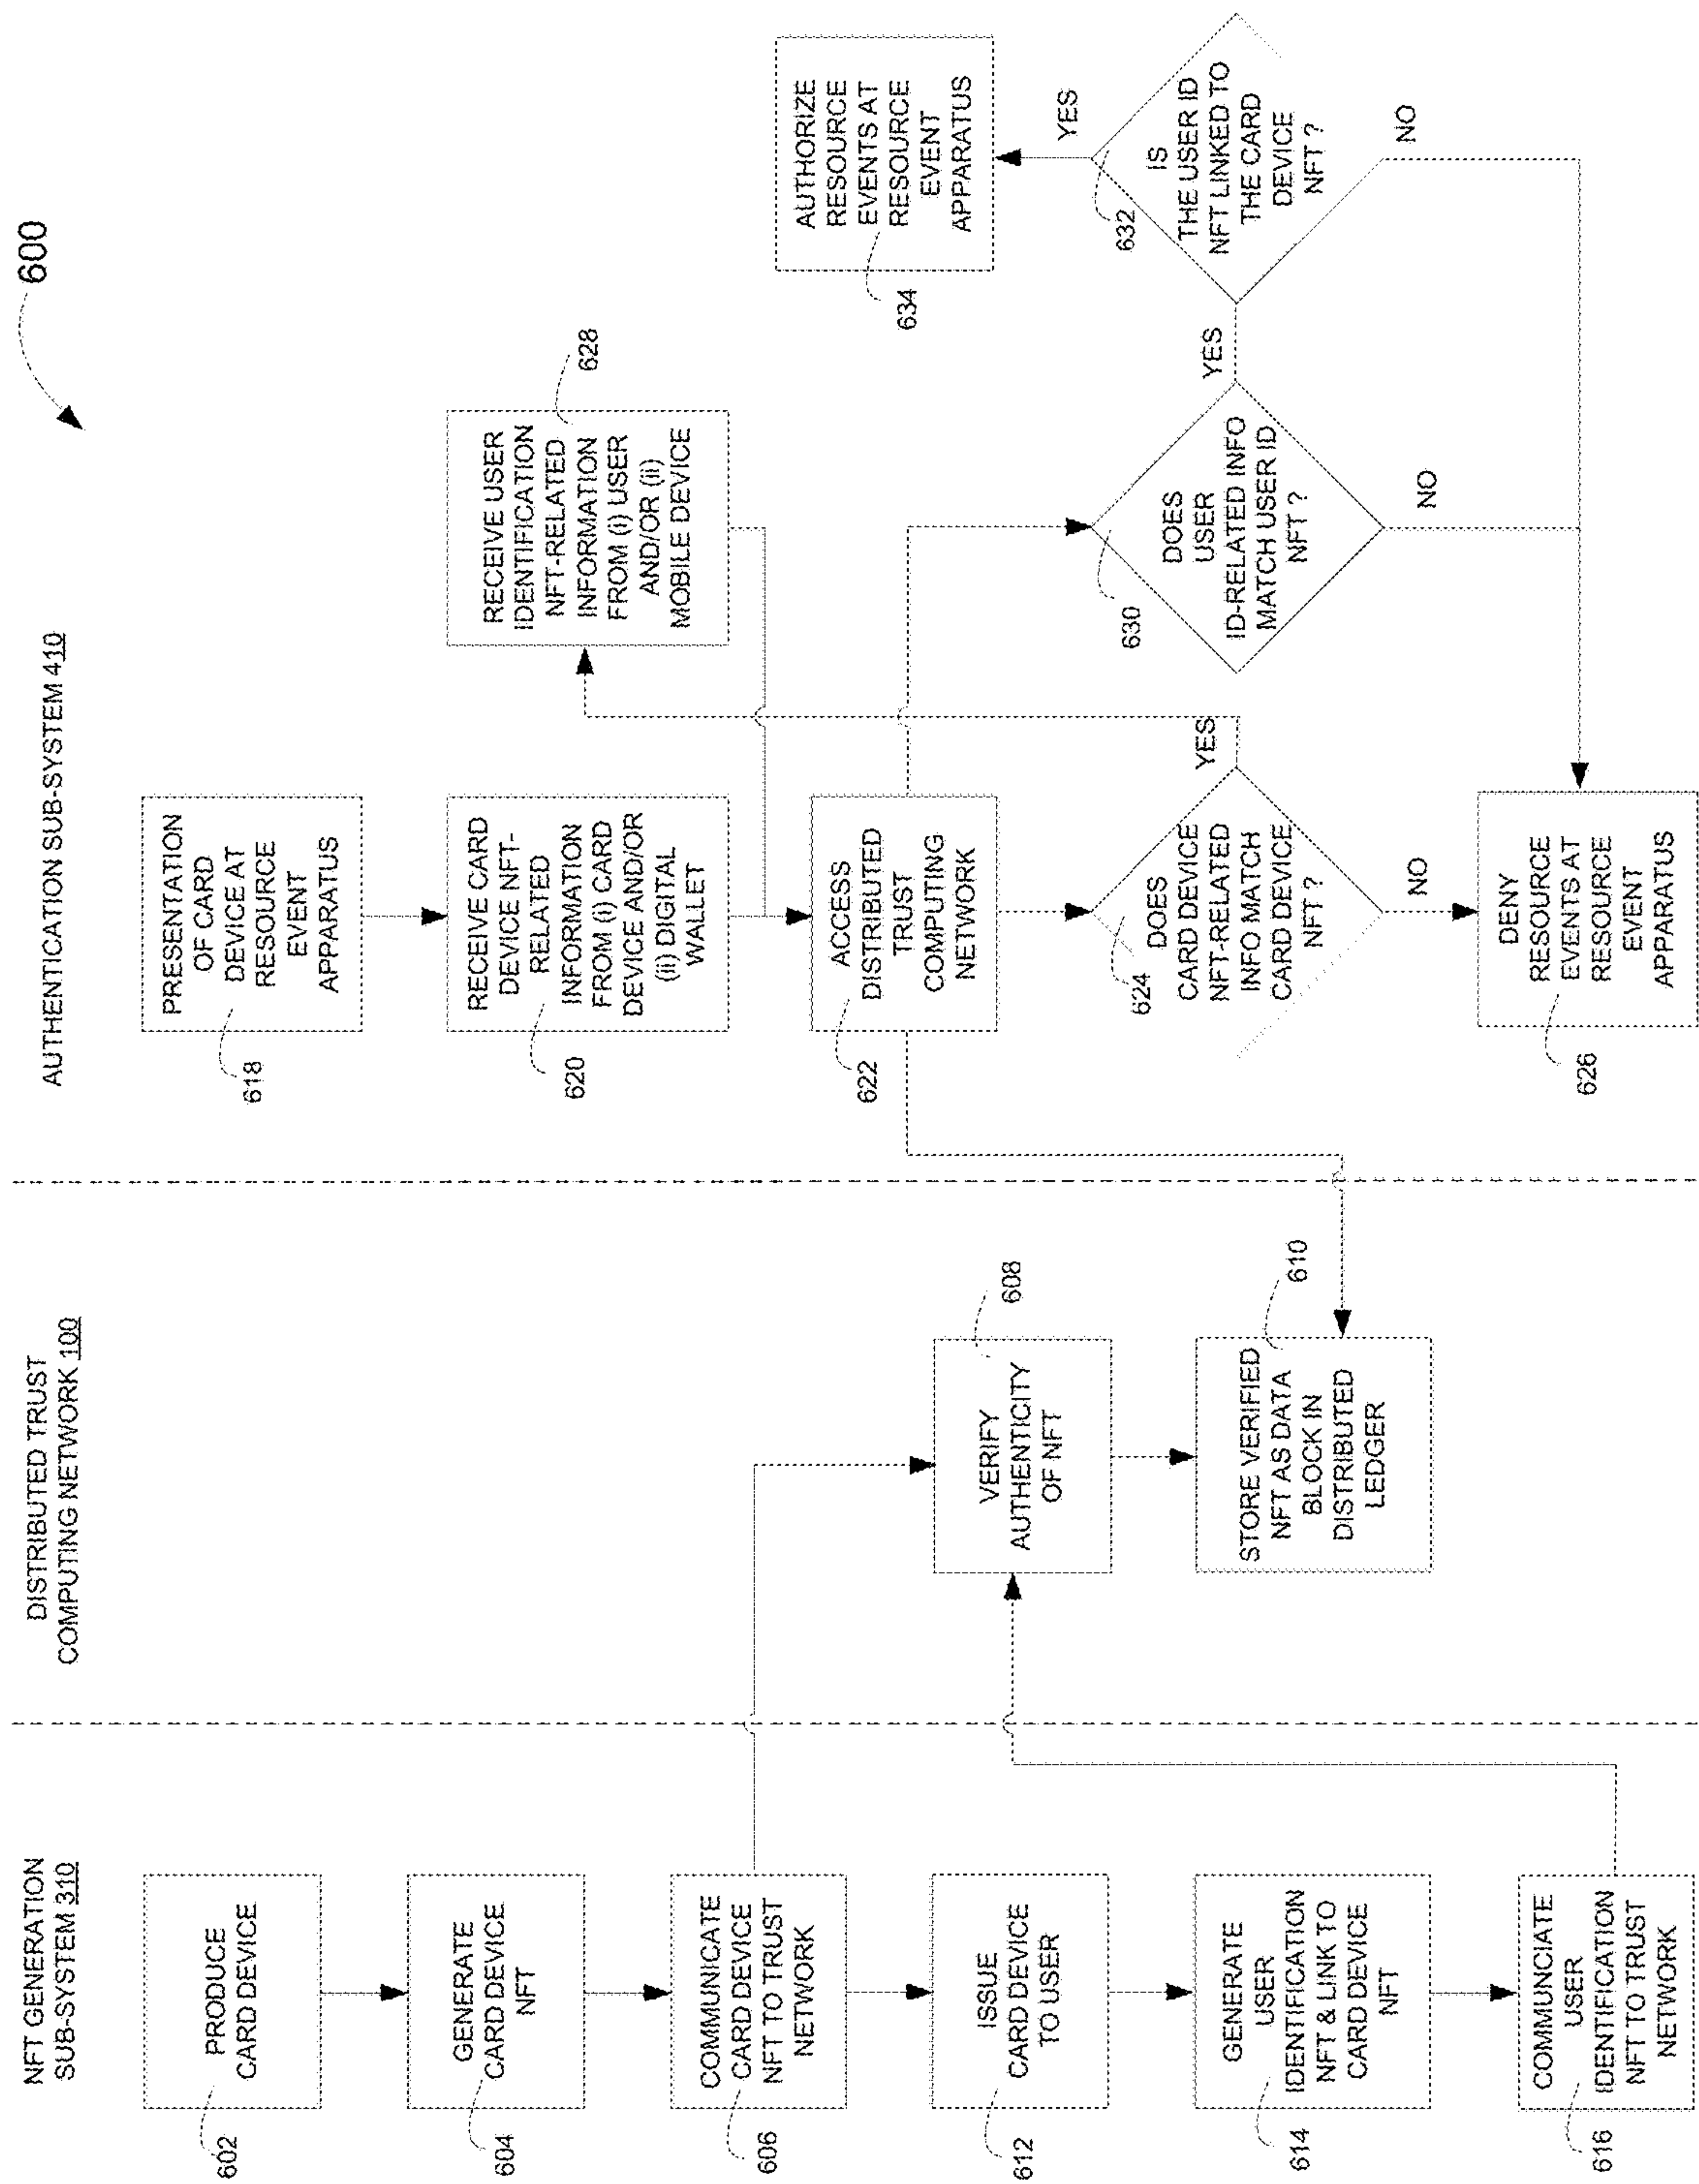 600
NFT GENERATION
SUB-SYSTEM 310
602
PRODUCE
CARD DEVICE
604
GENERATE
CARD DEVICE
NFT
606
COMMUNICATE
CARD DEVICE
NFT TO TRUST
NETWORK
612
ISSUE
CARD DEVICE
TO USER
614
GENERATE
USER
IDENTIFICATION
NFT & LINK TO
CARD DEVICE
NFT
616
COMMUNCIATE
USER
IDENTIFICATION
NFT TO TRUST
NETWORK
DISTRIBUTED TRUST
COMPUTING NETWORK 100
608
VERIFY
AUTHENTICITY
OF NFT
610
STORE VERIFIED
NFT AS DATA
BLOCK IN
DISTRIBUTED
LEDGER
AUTHENTICATION SUB-SYSTEM 410
618
PRESENTATION
OF CARD
DEVICE AT
RESOURCE
EVENT
APPARATUS
620
RECEIVE CARD
DEVICE NFT-
RELATED
INFORMATION
FROM (i) CARD
DEVICE AND/OR
(ii) DIGITAL
WALLET
622
ACCESS
DISTRIBUTED
TRUST
COMPUTING
NETWORK
624
DOES
CARD DEVICE
NFT-RELATED
INFO MATCH
CARD DEVICE
NFT ?
YES
NO
626
DENY
RESOURCE
EVENTS AT
RESOURCE
EVENT
APPARATUS
628
RECEIVE USER
IDENTIFICATION
NFT-RELATED
INFORMATION
FROM (i) USER
AND/OR (ii)
MOBILE DEVICE
630
DOES
USER
ID-RELATED INFO
MATCH USER ID
NFT ?
YES
NO
632
IS
THE USER ID
NFT LINKED TO
THE CARD
DEVICE
NFT ?
YES
NO
634
AUTHORIZE
RESOURCE
EVENTS AT
RESOURCE
EVENT
APPARATUS